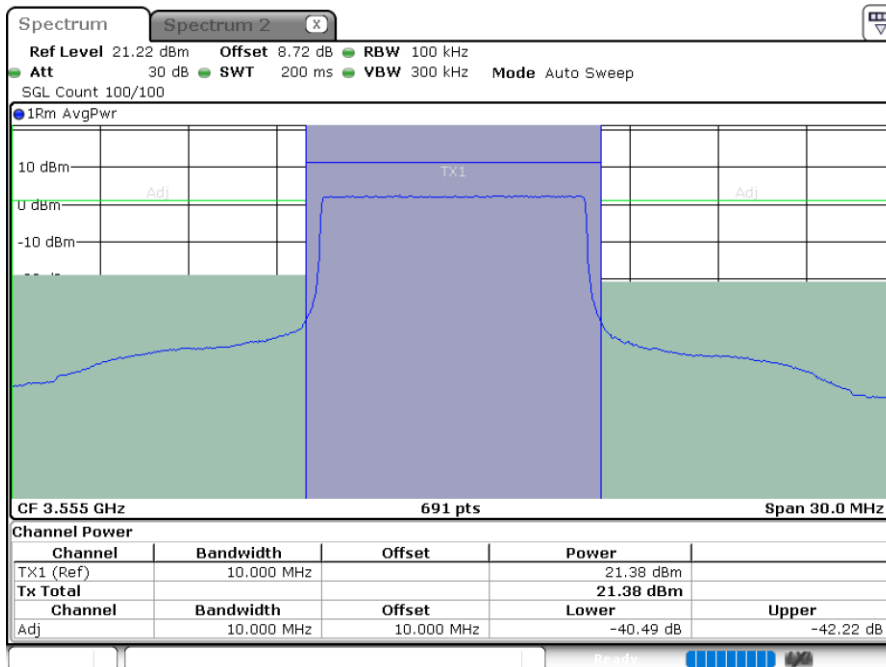 Spectrum Spectrum 2 X
Ref Level 21.22 dBm Offset 8.72 dB RBW 100 kHz
Att 30 dB SWT 200 ms VBW 300 kHz Mode Auto Sweep
SGL Count 100/100
1Rm AvgPwr
10 dBm
TX1
Adj Adj
0 dBm
-10 dBm
CF 3.555 GHz 691 pts Span 30.0 MHz
Channel Power
Channel Bandwidth Offset Power
TX1 (Ref) 10.000 MHz 21.38 dBm
Tx Total 21.38 dBm
Channel Bandwidth Offset Lower Upper
Adj 10.000 MHz 10.000 MHz -40.49 dB -42.22 dB
Ready